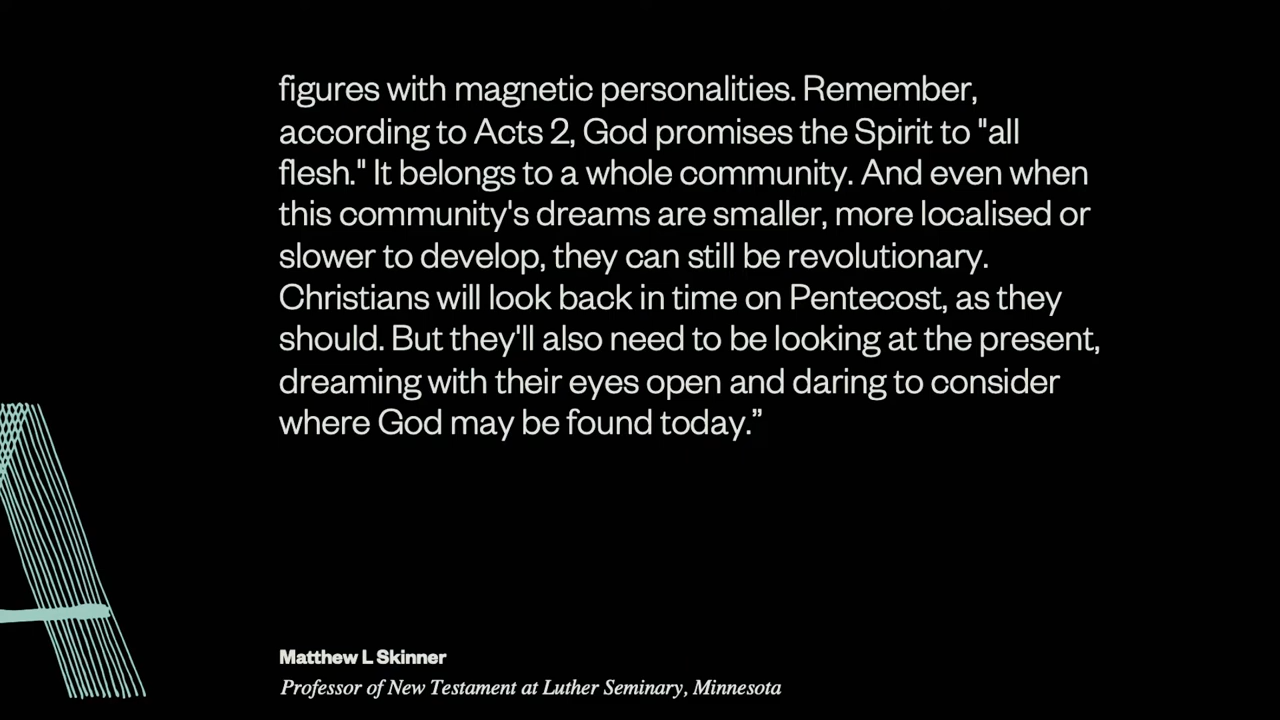 figures with magnetic personalities. Remember,
according to Acts 2, God promises the Spirit to "all
flesh." It belongs to a whole community. And even when
this community's dreams are smaller, more localised or
slower to develop, they can still be revolutionary.
Christians will look back in time on Pentecost, as they
should. But they'll also need to be looking at the present,
dreaming with their eyes open and daring to consider
where God may be found today.”
Matthew L Skinner
Professor of New Testament at Luther Seminary, Minnesota